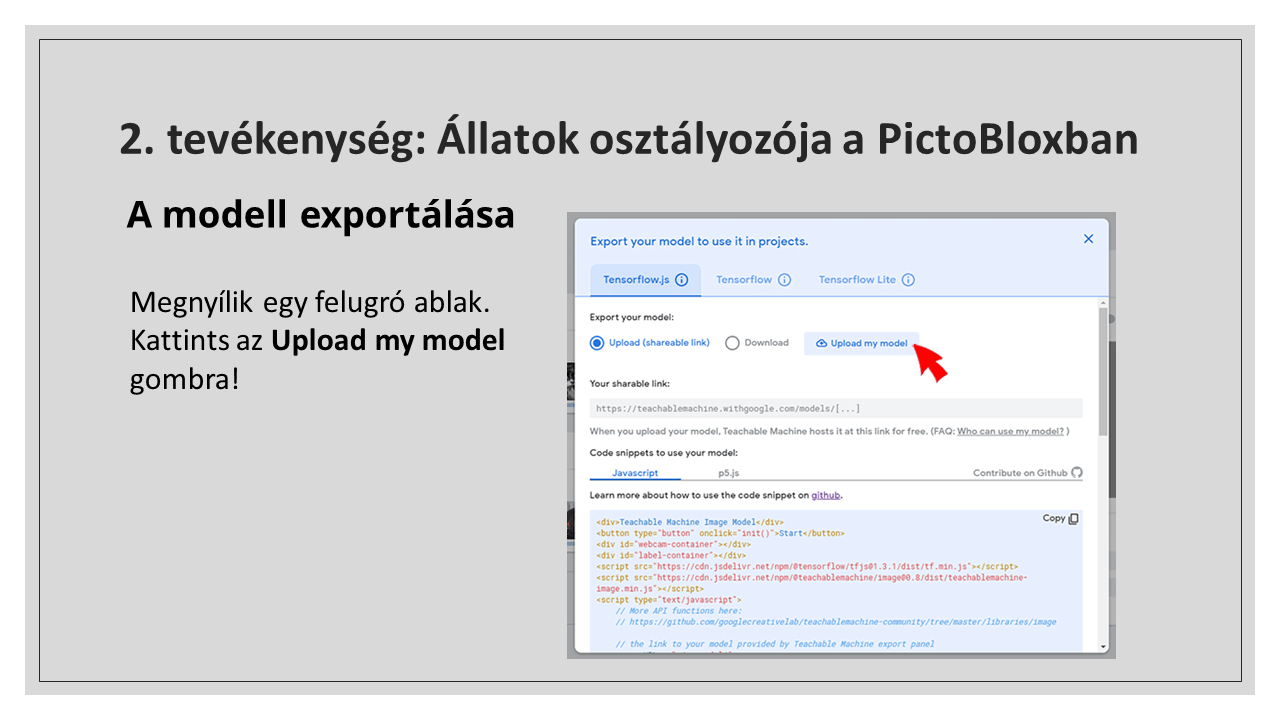 2. tevékenység: Állatok osztályozója a PictoBloxban
A modell exportálása
Megnyílik egy felugró ablak.
Kattints az Upload my model
gombra!
Export your model to use it in projects.
Tensorflow.js Tensorflow Tensorflow Lite
Export your model:
Upload (shareable link) Download Upload my model
Your sharable link:
https://teachablemachine.withgoogle.com/models/[...]
When you upload your model, Teachable Machine hosts it at this link for free. (FAQ: Who can use my model? )
Code snippets to use your model:
Javascript p5.js Contribute on Github
Learn more about how to use the code snippet on github.
Copy
<div>Teachable Machine Image Model</div>
<button type="button" onclick="init()">Start</button>
<div id="webcam-container"></div>
<div id="label-container"></div>
<script src="https://cdn.jsdelivr.net/npm/@tensorflow/tfjs@1.3.1/dist/tf.min.js"></script>
<script src="https://cdn.jsdelivr.net/npm/@teachablemachine/image@0.8/dist/teachablemachine-
image.min.js"></script>
<script type="text/javascript">
// More API functions here:
// https://github.com/googlecreativelab/teachablemachine-community/tree/master/libraries/image
// the link to your model provided by Teachable Machine export panel